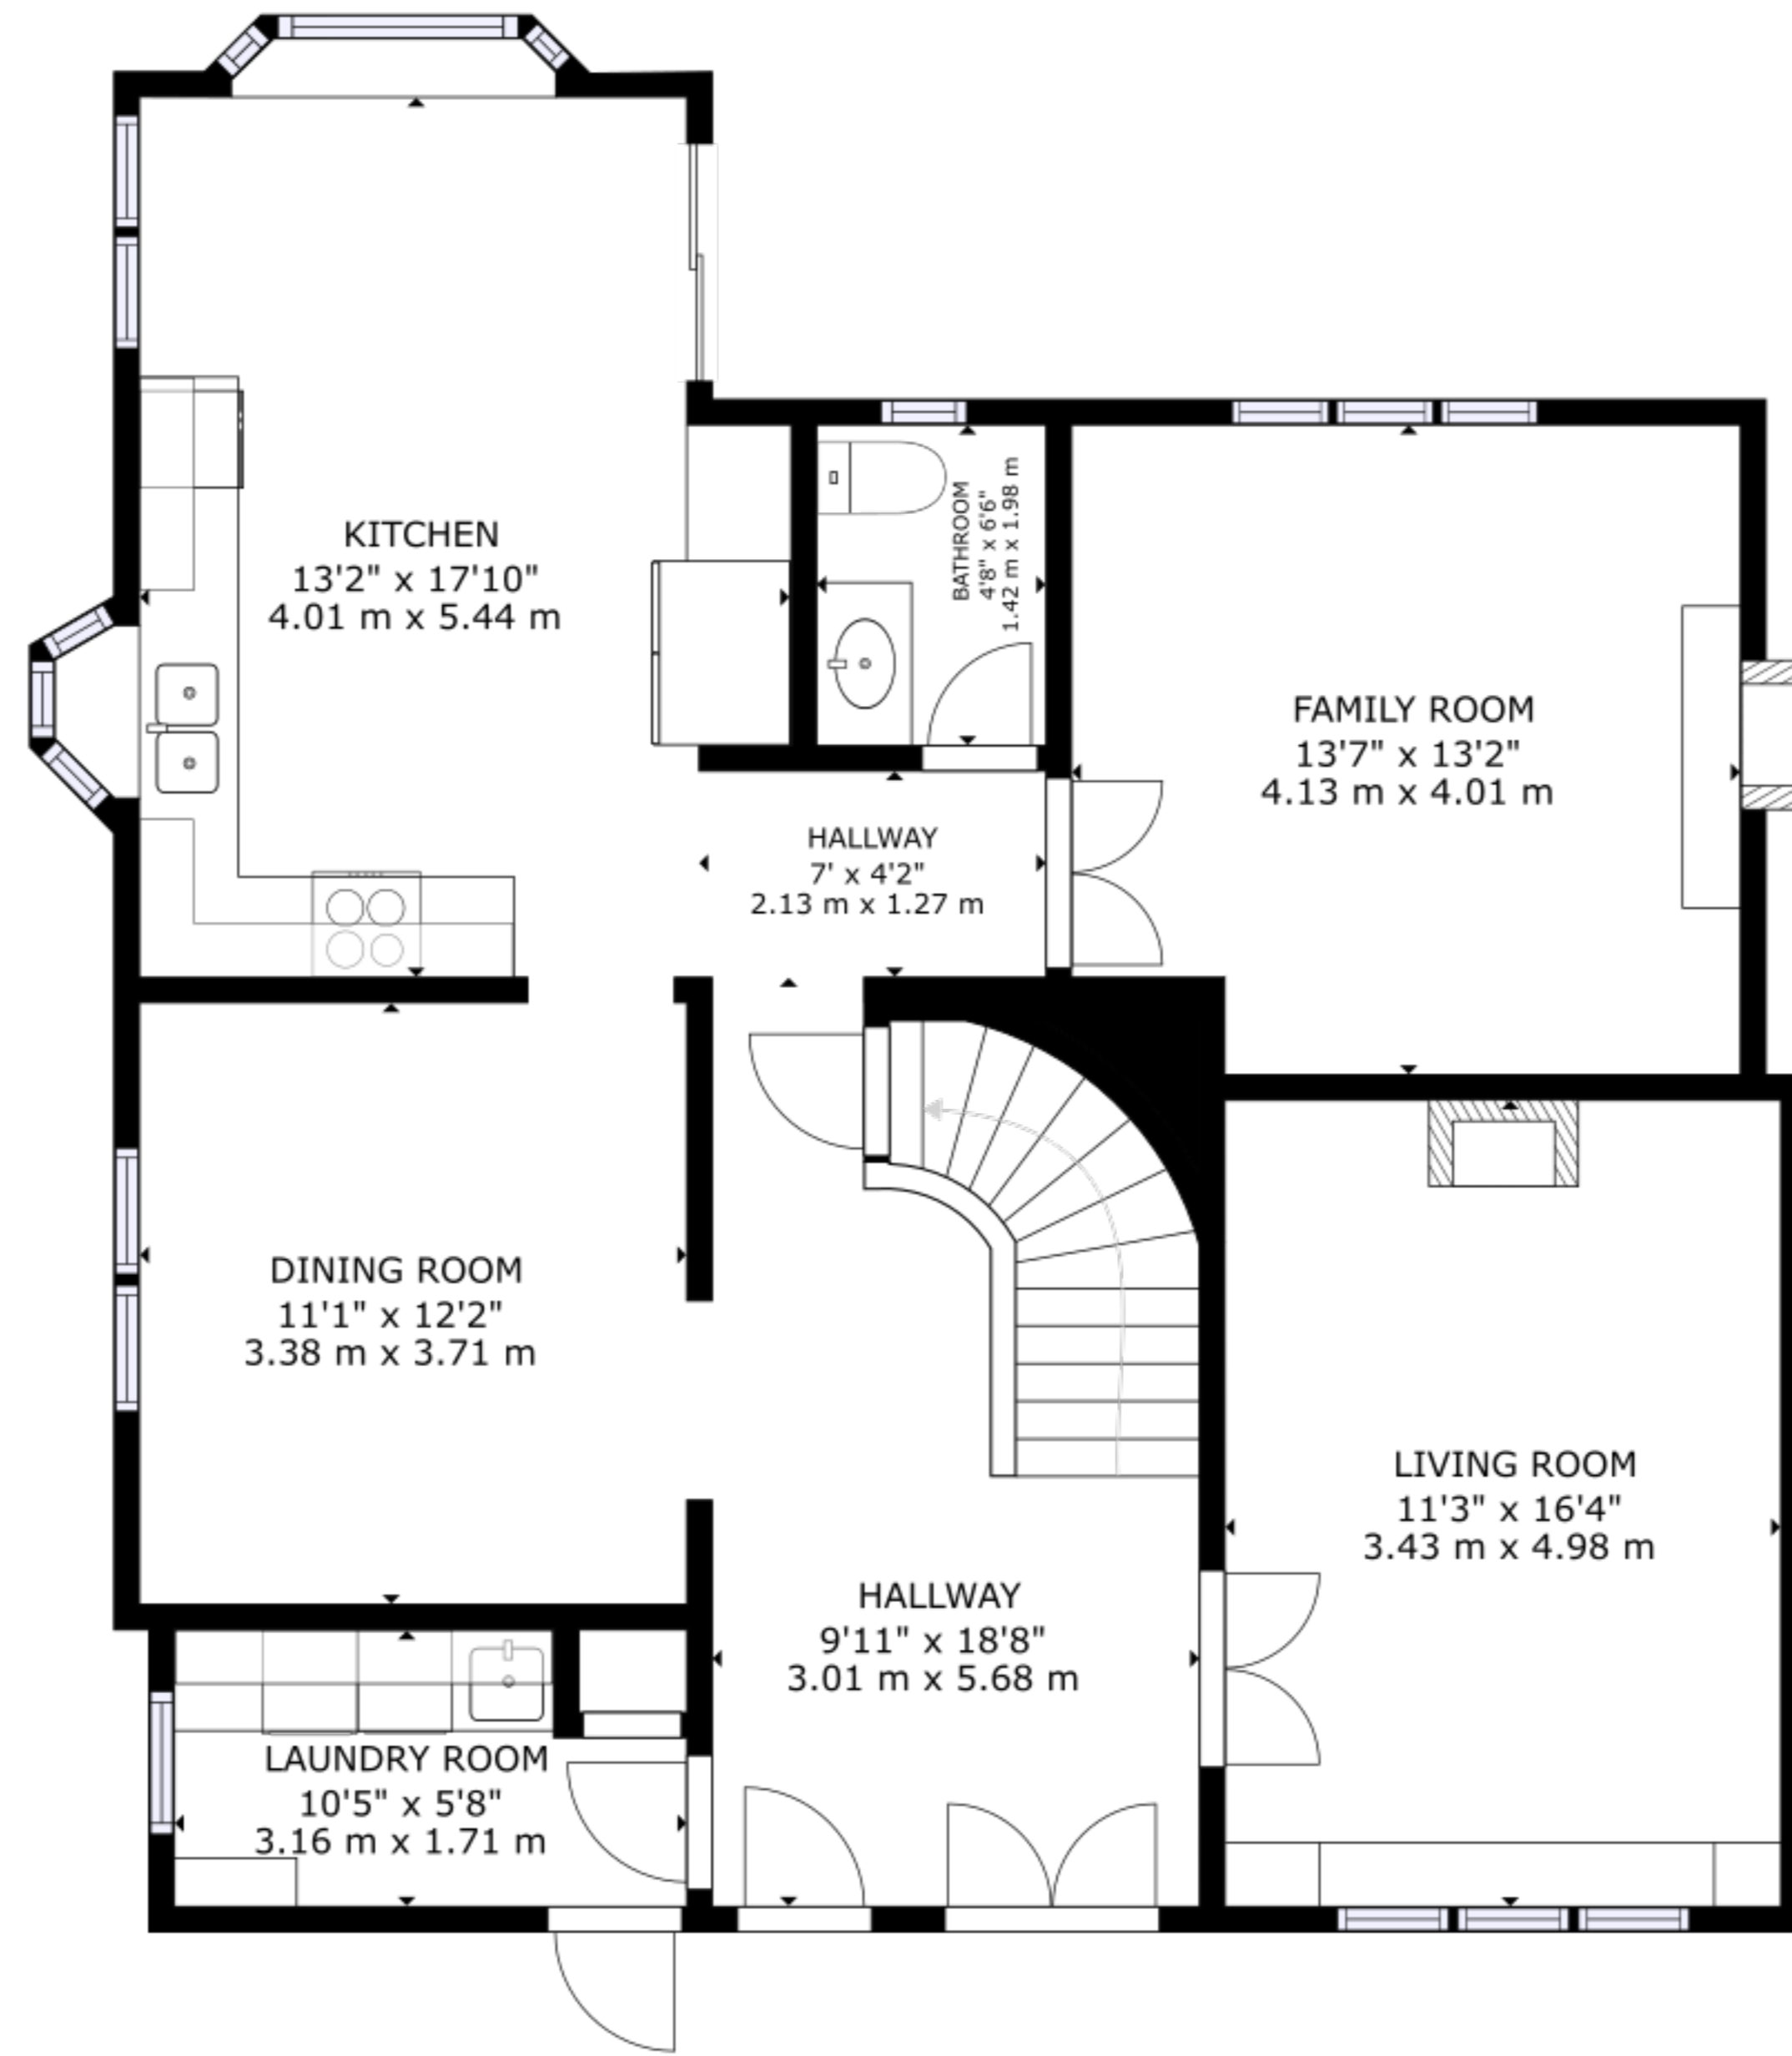 KITCHEN
13'2" x 17'10"
4.01 m x 5.44 m
BATHROOM
4'8" x 6'6"
1.42 m x 1.98 m
FAMILY ROOM
13'7" x 13'2"
4.13 m x 4.01 m
HALLWAY
7' x 4'2"
2.13 m x 1.27 m
DINING ROOM
11'1" x 12'2"
3.38 m x 3.71 m
LIVING ROOM
11'3" x 16'4"
3.43 m x 4.98 m
HALLWAY
9'11" x 18'8"
3.01 m x 5.68 m
LAUNDRY ROOM
10'5" x 5'8"
3.16 m x 1.71 m